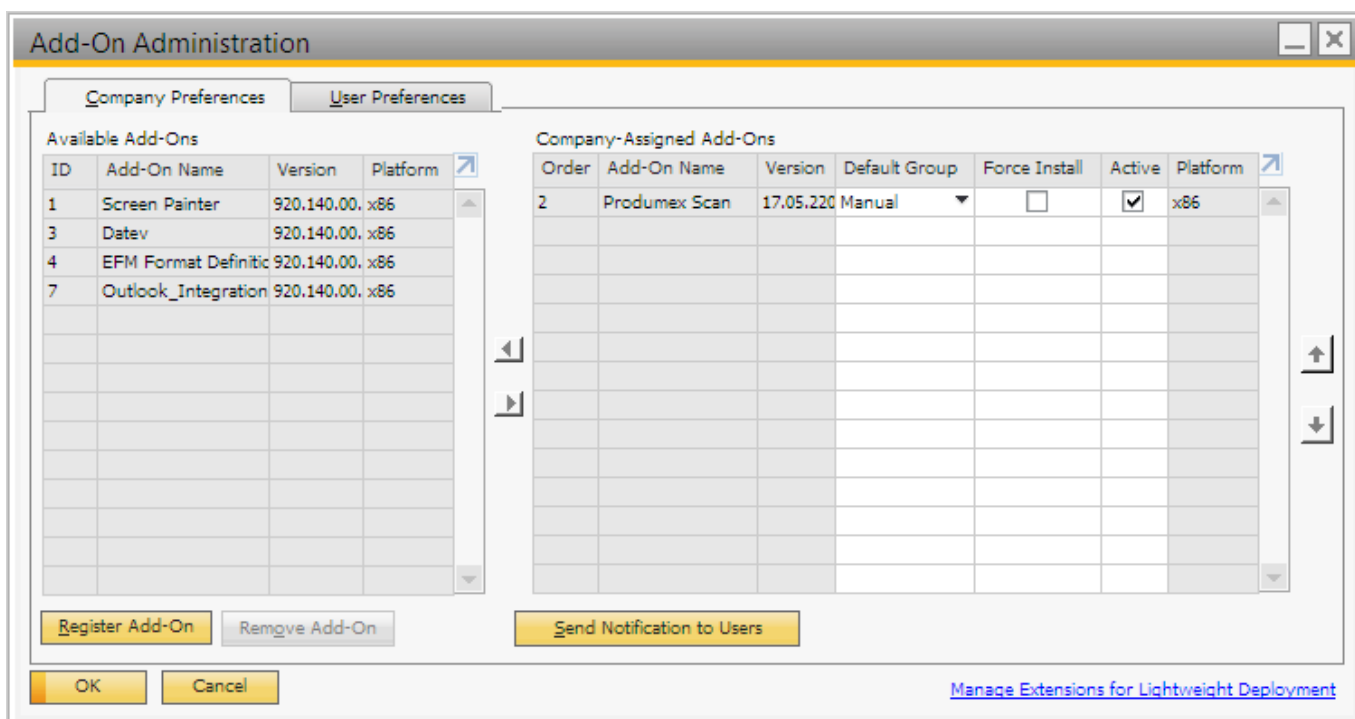 Add-On Administration
Company Preferences User Preferences
Available Add-Ons
ID Add-On Name Version Platform
1 Screen Painter 920.140.00. x86
3 Datev 920.140.00. x86
4 EFM Format Definitic 920.140.00. x86
7 Outlook_Integration 920.140.00. x86
Company-Assigned Add-Ons
Order Add-On Name Version Default Group Force Install Active Platform
2 Produmex Scan 17.05.220 Manual x86
Register Add-On Remove Add-On Send Notification to Users
OK Cancel Manage Extensions for Lightweight Deployment